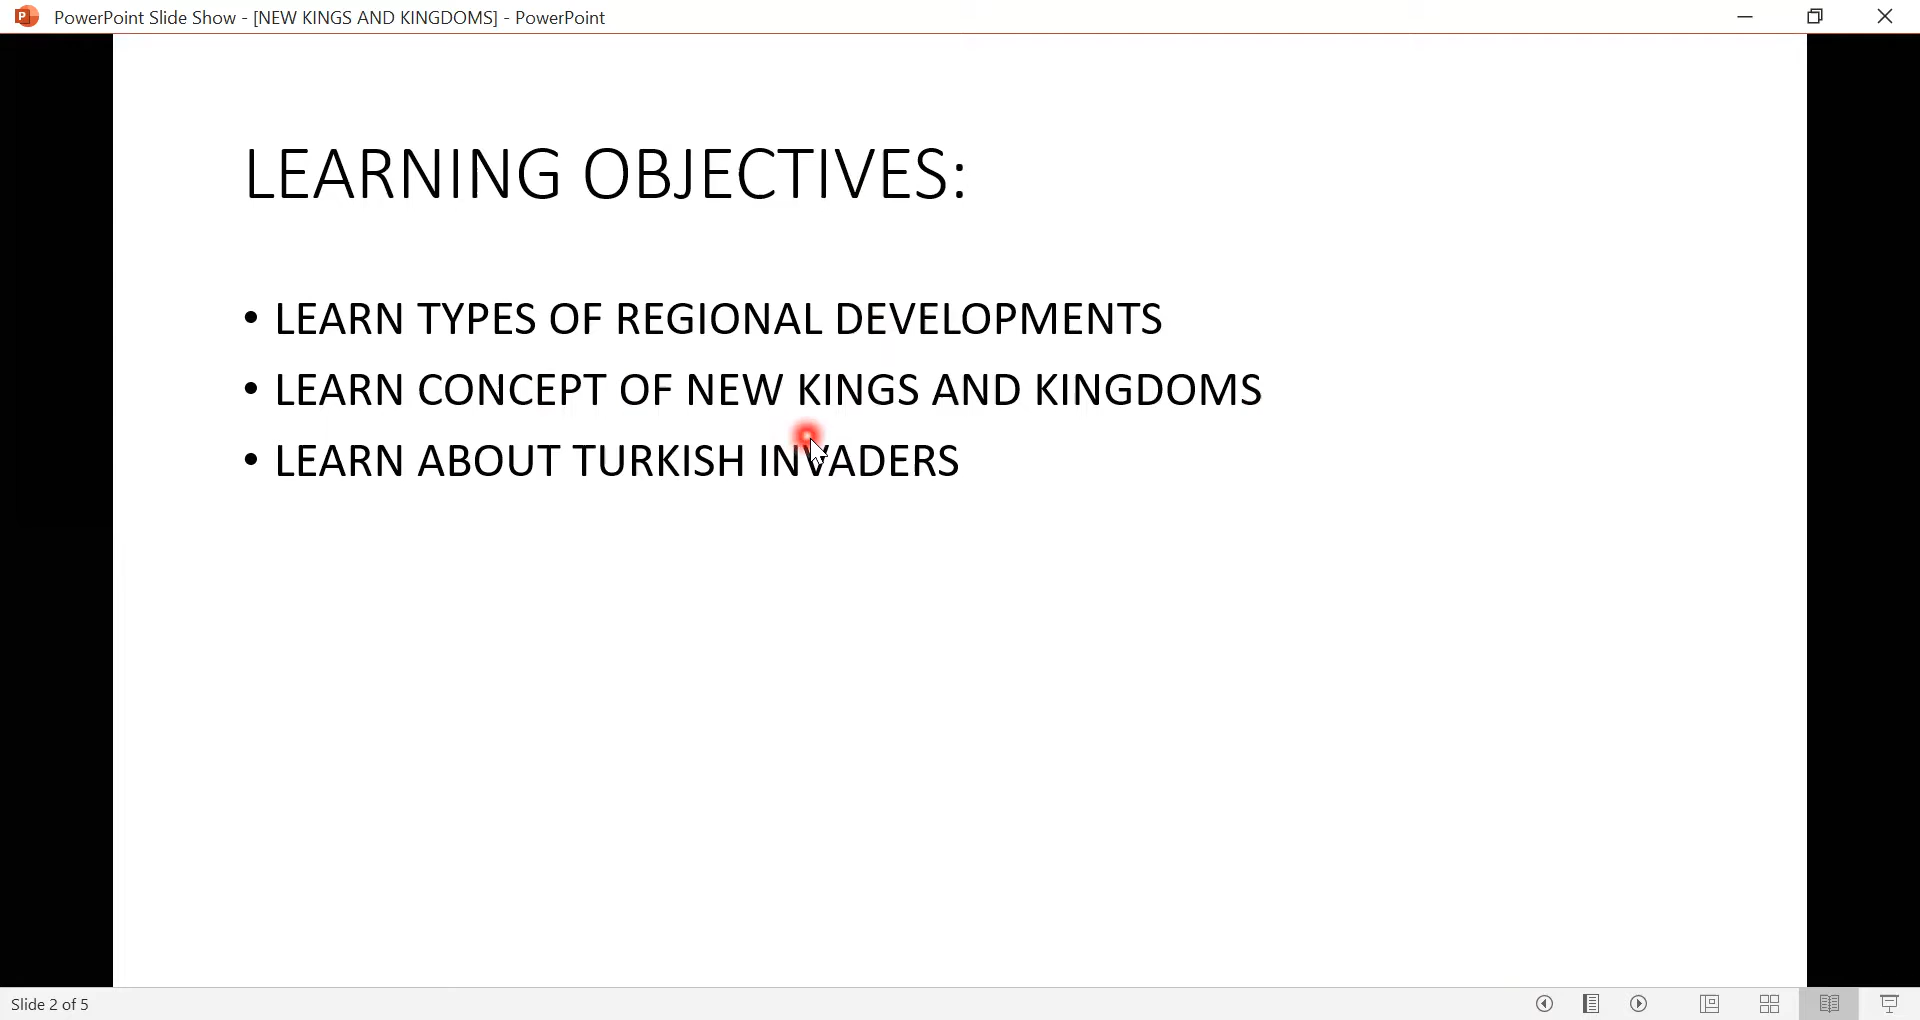 PowerPoint Slide Show - [NEW KINGS AND KINGDOMS] - PowerPoint
LEARNING OBJECTIVES:
• LEARN TYPES OF REGIONAL DEVELOPMENTS
• LEARN CONCEPT OF NEW KINGS AND KINGDOMS
• LEARN ABOUT TURKISH INVADERS
Slide 2 of 5